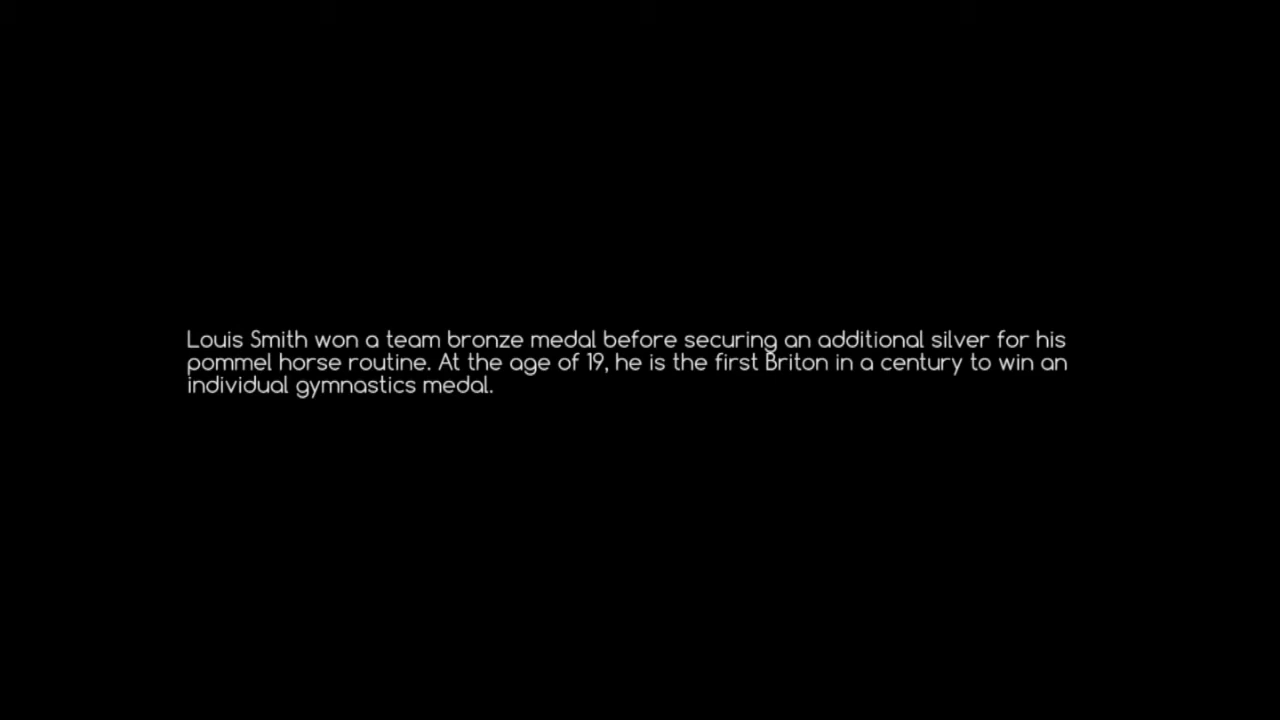 Louis Smith won a team bronze medal before securing an additional silver for his
pommel horse routine. At the age of 19, he is the first Briton in a century to win an
individual gymnastics medal.